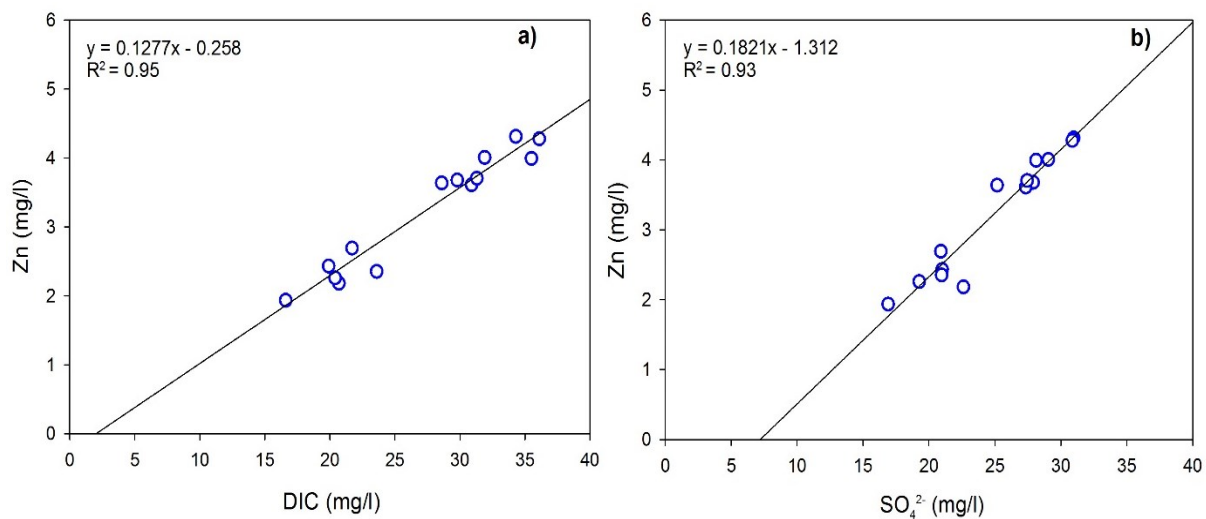 a)
y = 0.1277x - 0.258
R² = 0.95
6
5
4
3
2
1
0
Zn (mg/l)
0 5 10 15 20 25 30 35 40
DIC (mg/l)
b)
y = 0.1821x - 1.312
R² = 0.93
6
5
4
3
2
1
0
Zn (mg/l)
0 5 10 15 20 25 30 35 40
SO₄²⁻ (mg/l)